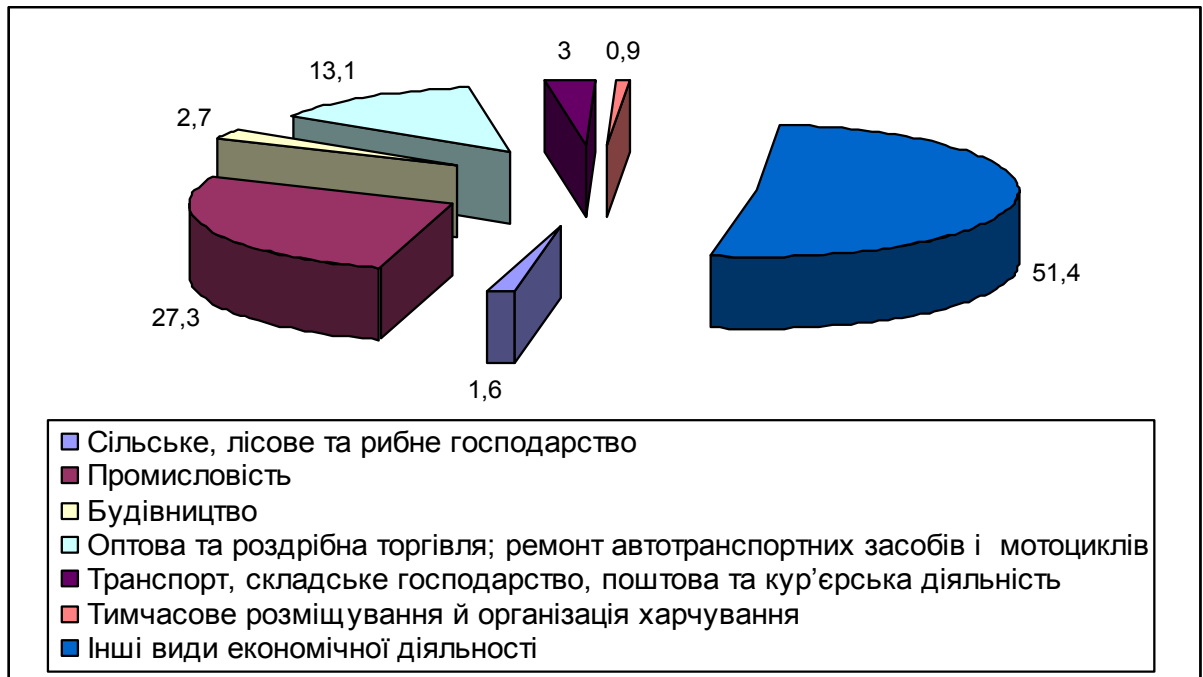 3
0,9
13,1
2,7
27,3
51,4
1,6
Сільське, лісове та рибне господарство
Промисловість
Будівництво
Оптова та роздрібна торгівля; ремонт автотранспортних засобів і мотоциклів
Транспорт, складське господарство, поштова та кур’єрська діяльність
Тимчасове розміщування й організація харчування
Інші види економічної діяльності